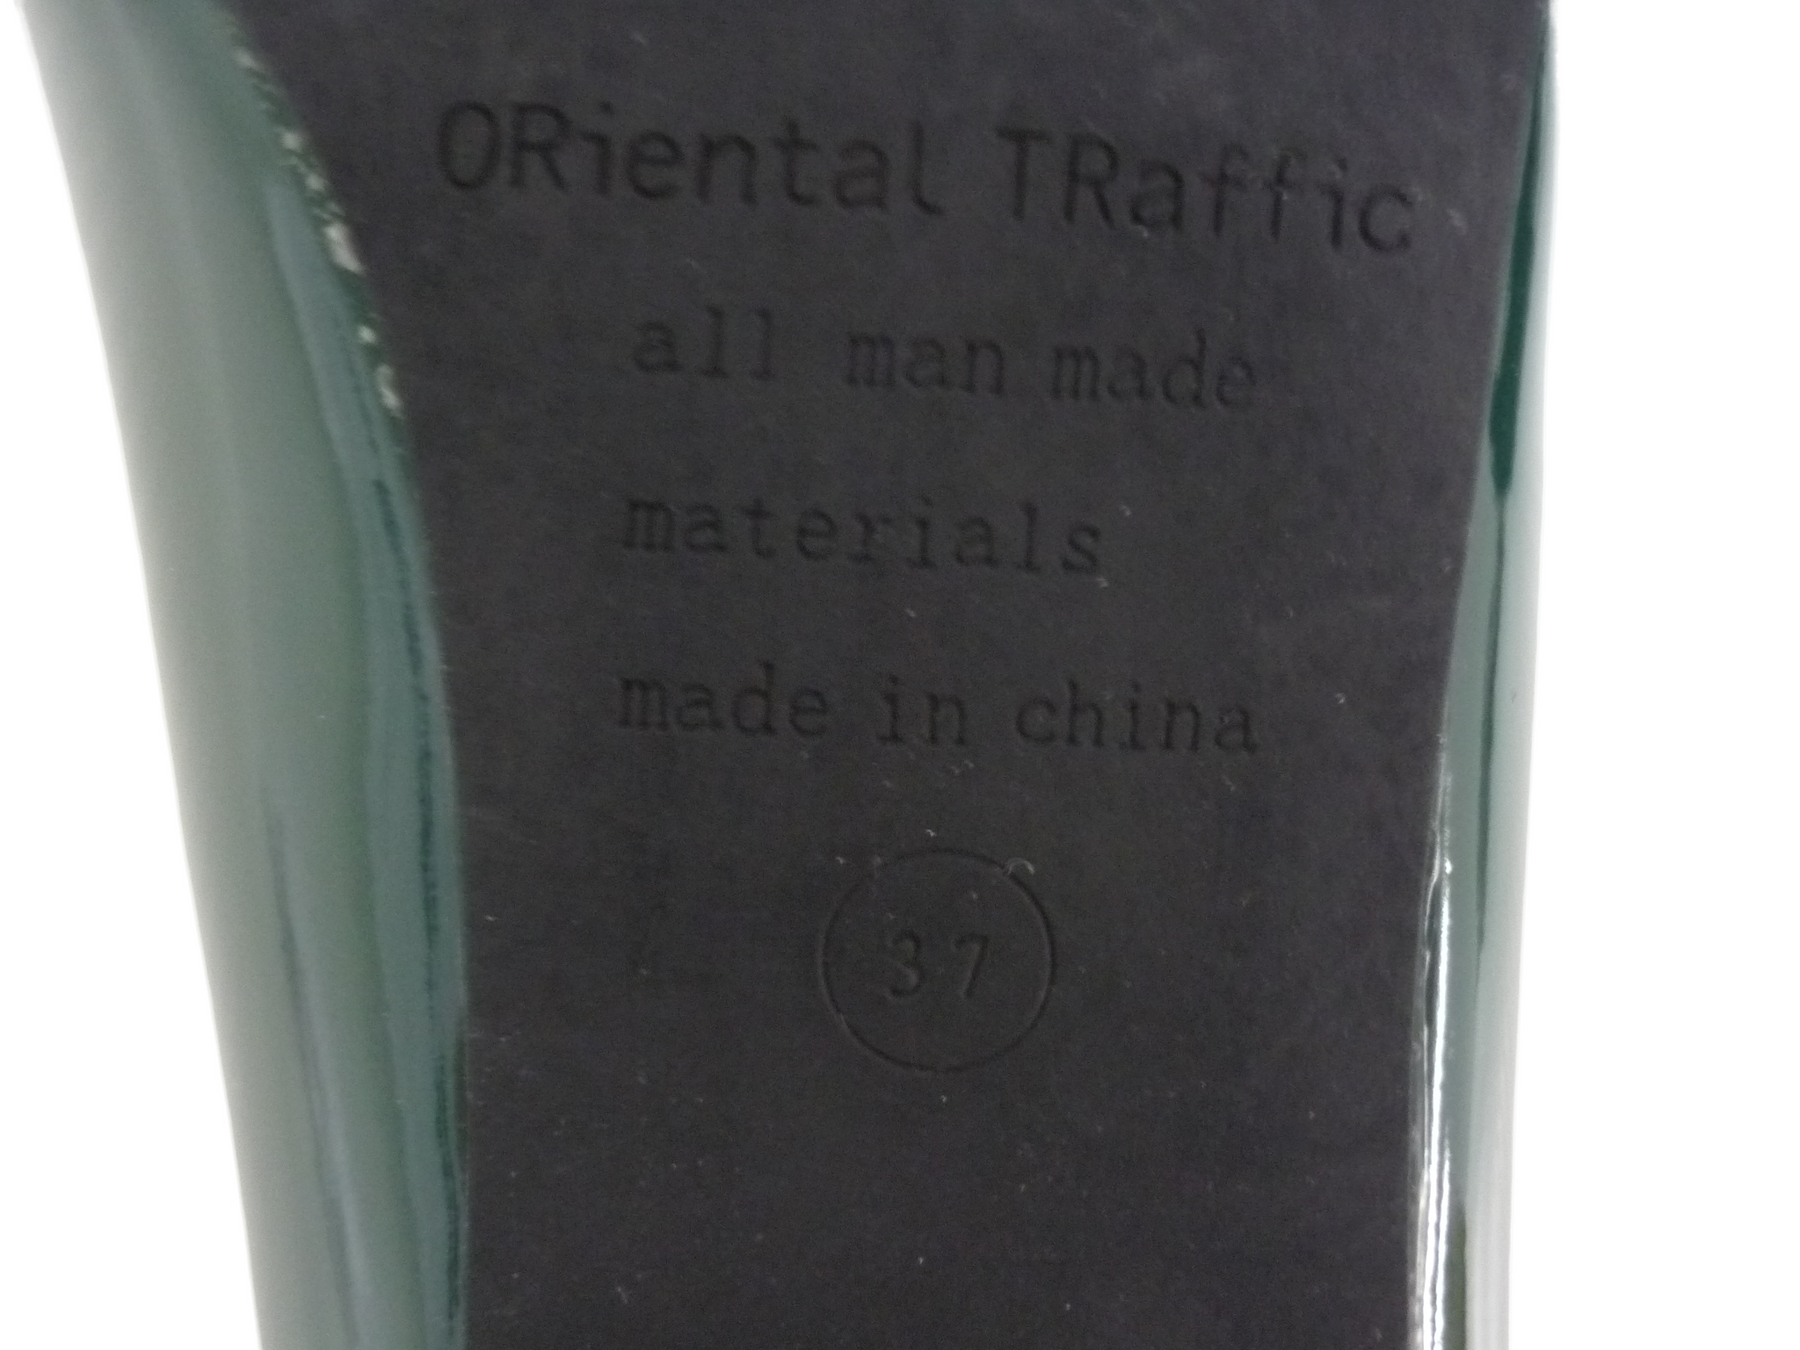 ORiental TRaffic
all man made
materials
made in china
37